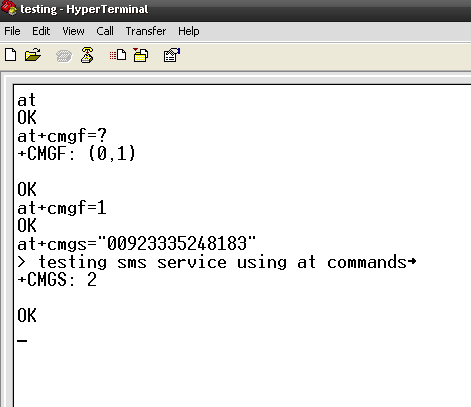 testing - HyperTerminal
File Edit View Call Transfer Help
at
OK
at+cmgf=?
+CMGF: (0,1)
OK
at+cmgf=1
OK
at+cmgs="00923335248183"
> testing sms service using at commands→
+CMGS: 2
OK
_